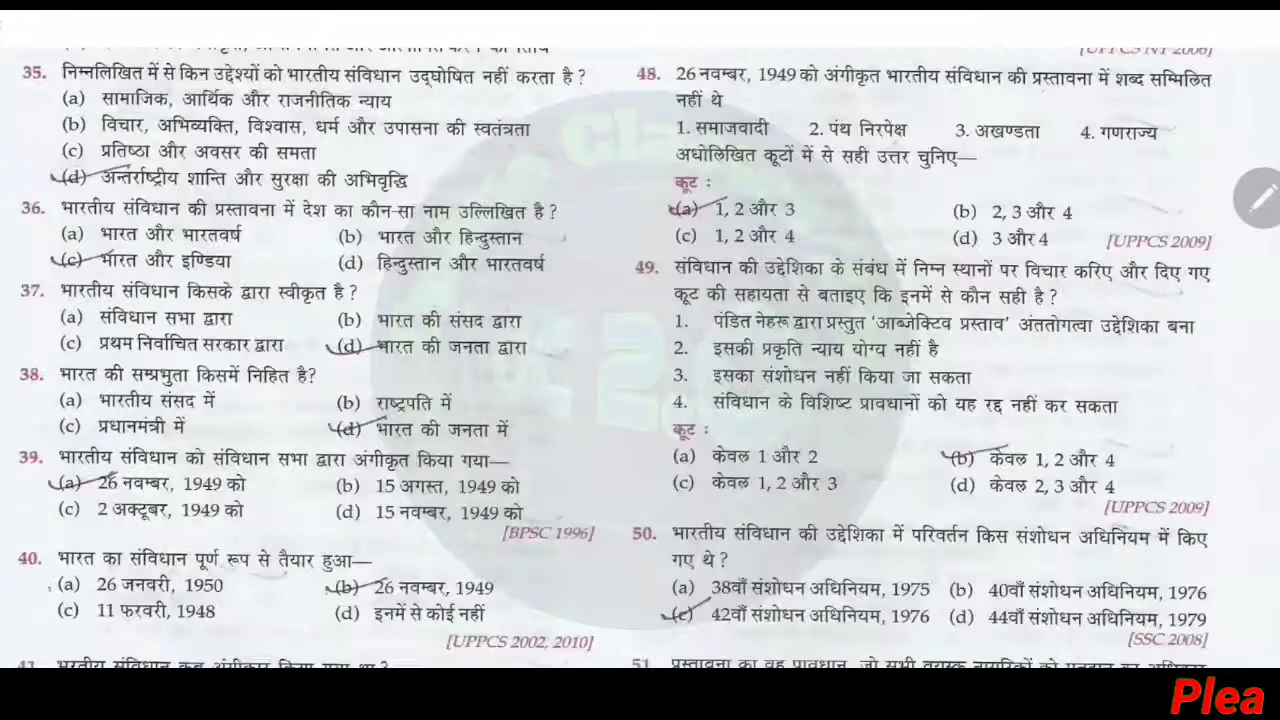 [UPPCS NT 2006]
35. निम्नलिखित में से किन उद्देश्यों को भारतीय संविधान उद्घोषित नहीं करता है ?
(a) सामाजिक, आर्थिक और राजनीतिक न्याय
(b) विचार, अभिव्यक्ति, विश्वास, धर्म और उपासना की स्वतंत्रता
(c) प्रतिष्ठा और अवसर की समता
(d) अन्तर्राष्ट्रीय शान्ति और सुरक्षा की अभिवृद्धि
36. भारतीय संविधान की प्रस्तावना में देश का कौन-सा नाम उल्लिखित है ?
(a) भारत और भारतवर्ष (b) भारत और हिन्दुस्तान
(c) भारत और इण्डिया (d) हिन्दुस्तान और भारतवर्ष
37. भारतीय संविधान किसके द्वारा स्वीकृत है ?
(a) संविधान सभा द्वारा (b) भारत की संसद द्वारा
(c) प्रथम निर्वाचित सरकार द्वारा (d) भारत की जनता द्वारा
38. भारत की सम्प्रभुता किसमें निहित है?
(a) भारतीय संसद में (b) राष्ट्रपति में
(c) प्रधानमंत्री में (d) भारत की जनता में
39. भारतीय संविधान को संविधान सभा द्वारा अंगीकृत किया गया—
(a) 26 नवम्बर, 1949 को (b) 15 अगस्त, 1949 को
(c) 2 अक्टूबर, 1949 को (d) 15 नवम्बर, 1949 को
[BPSC 1996]
40. भारत का संविधान पूर्ण रूप से तैयार हुआ—
(a) 26 जनवरी, 1950 (b) 26 नवम्बर, 1949
(c) 11 फरवरी, 1948 (d) इनमें से कोई नहीं
[UPPCS 2002, 2010]
48. 26 नवम्बर, 1949 को अंगीकृत भारतीय संविधान की प्रस्तावना में शब्द सम्मिलित
नहीं थे
1. समाजवादी 2. पंथ निरपेक्ष 3. अखण्डता 4. गणराज्य
अधोलिखित कूटों में से सही उत्तर चुनिए—
कूट :
(a) 1, 2 और 3 (b) 2, 3 और 4
(c) 1, 2 और 4 (d) 3 और 4 [UPPCS 2009]
49. संविधान की उद्देशिका के संबंध में निम्न स्थानों पर विचार करिए और दिए गए
कूट की सहायता से बताइए कि इनमें से कौन सही है ?
1. पंडित नेहरू द्वारा प्रस्तुत ‘आब्जेक्टिव प्रस्ताव’ अंततोगत्वा उद्देशिका बना
2. इसकी प्रकृति न्याय योग्य नहीं है
3. इसका संशोधन नहीं किया जा सकता
4. संविधान के विशिष्ट प्रावधानों को यह रद्द नहीं कर सकता
कूट :
(a) केवल 1 और 2 (b) केवल 1, 2 और 4
(c) केवल 1, 2 और 3 (d) केवल 2, 3 और 4
[UPPCS 2009]
50. भारतीय संविधान की उद्देशिका में परिवर्तन किस संशोधन अधिनियम में किए
गए थे ?
(a) 38वाँ संशोधन अधिनियम, 1975 (b) 40वाँ संशोधन अधिनियम, 1976
(c) 42वाँ संशोधन अधिनियम, 1976 (d) 44वाँ संशोधन अधिनियम, 1979
[SSC 2008]
Plea